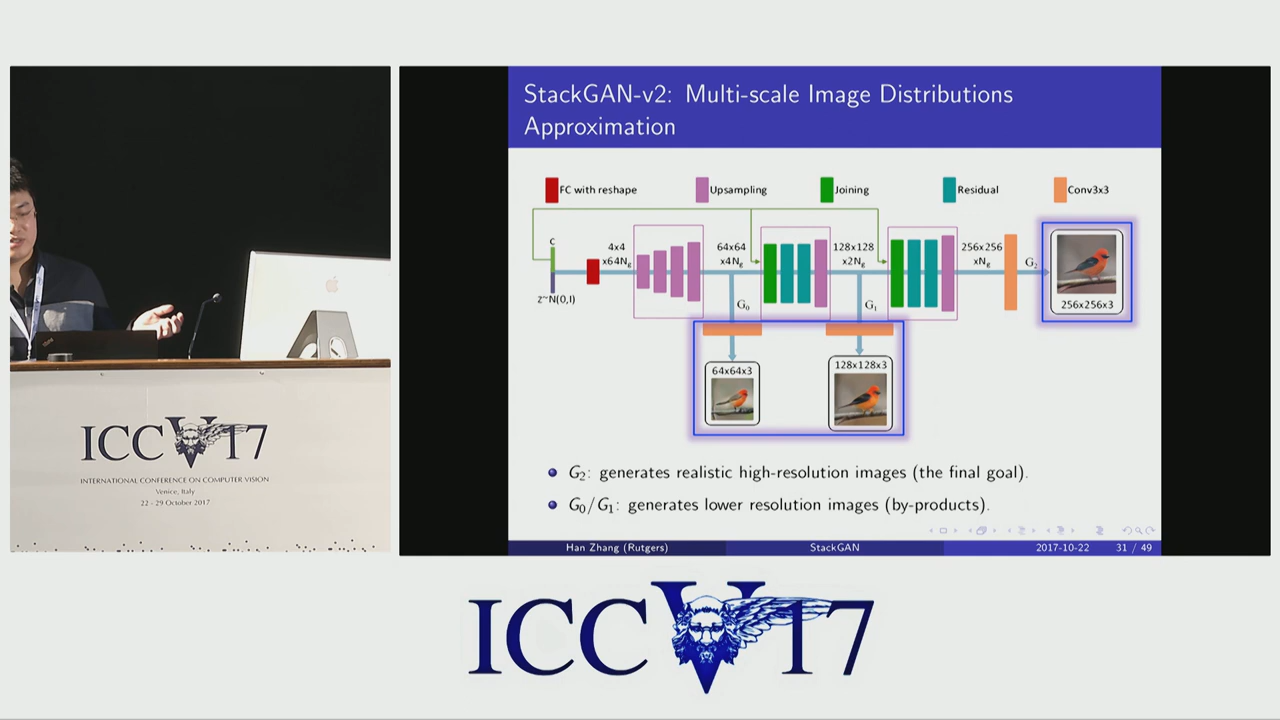 StackGAN-v2: Multi-scale Image Distributions
Approximation
FC with reshape
Upsampling
Joining
Residual
Conv3x3
c
z~N(0,I)
4x4
x64Ng
64x64
x4Ng
128x128
x2Ng
256x256
xNg
G0
G1
G2
256x256x3
64x64x3
128x128x3
G2: generates realistic high-resolution images (the final goal).
G0/G1: generates lower resolution images (by-products).
Han Zhang (Rutgers)
StackGAN
2017-10-22
31 / 49
ICCV17
INTERNATIONAL CONFERENCE ON COMPUTER VISION
Venice, Italy
22 - 29 October 2017
ICCV17